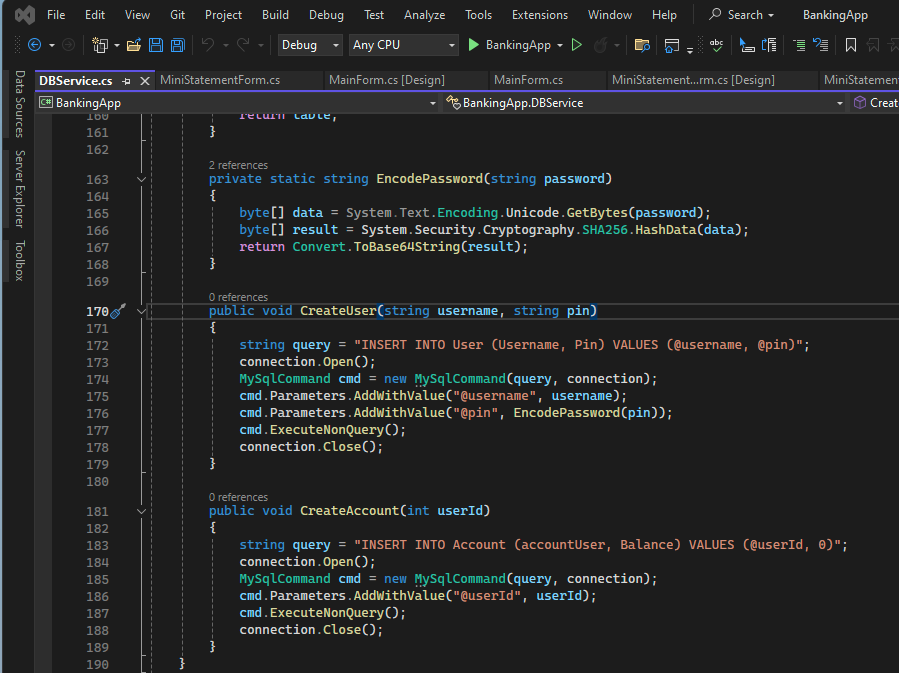 File Edit View Git Project Build Debug Test Analyze Tools Extensions Window Help Search BankingApp
Debug Any CPU BankingApp
Data Sources
Server Explorer
Toolbox
DBService.cs MiniStatementForm.cs MainForm.cs [Design] MainForm.cs MiniStatement...rm.cs [Design] MiniStatemen
C# BankingApp BankingApp.DBService Creat
160 return table;
161 }
162
2 references
163 private static string EncodePassword(string password)
164 {
165 byte[] data = System.Text.Encoding.Unicode.GetBytes(password);
166 byte[] result = System.Security.Cryptography.SHA256.HashData(data);
167 return Convert.ToBase64String(result);
168 }
169
0 references
170 public void CreateUser(string username, string pin)
171 {
172 string query = "INSERT INTO User (Username, Pin) VALUES (@username, @pin)";
173 connection.Open();
174 MySqlCommand cmd = new MySqlCommand(query, connection);
175 cmd.Parameters.AddWithValue("@username", username);
176 cmd.Parameters.AddWithValue("@pin", EncodePassword(pin));
177 cmd.ExecuteNonQuery();
178 connection.Close();
179 }
180
0 references
181 public void CreateAccount(int userId)
182 {
183 string query = "INSERT INTO Account (accountUser, Balance) VALUES (@userId, 0)";
184 connection.Open();
185 MySqlCommand cmd = new MySqlCommand(query, connection);
186 cmd.Parameters.AddWithValue("@userId", userId);
187 cmd.ExecuteNonQuery();
188 connection.Close();
189 }
190 }